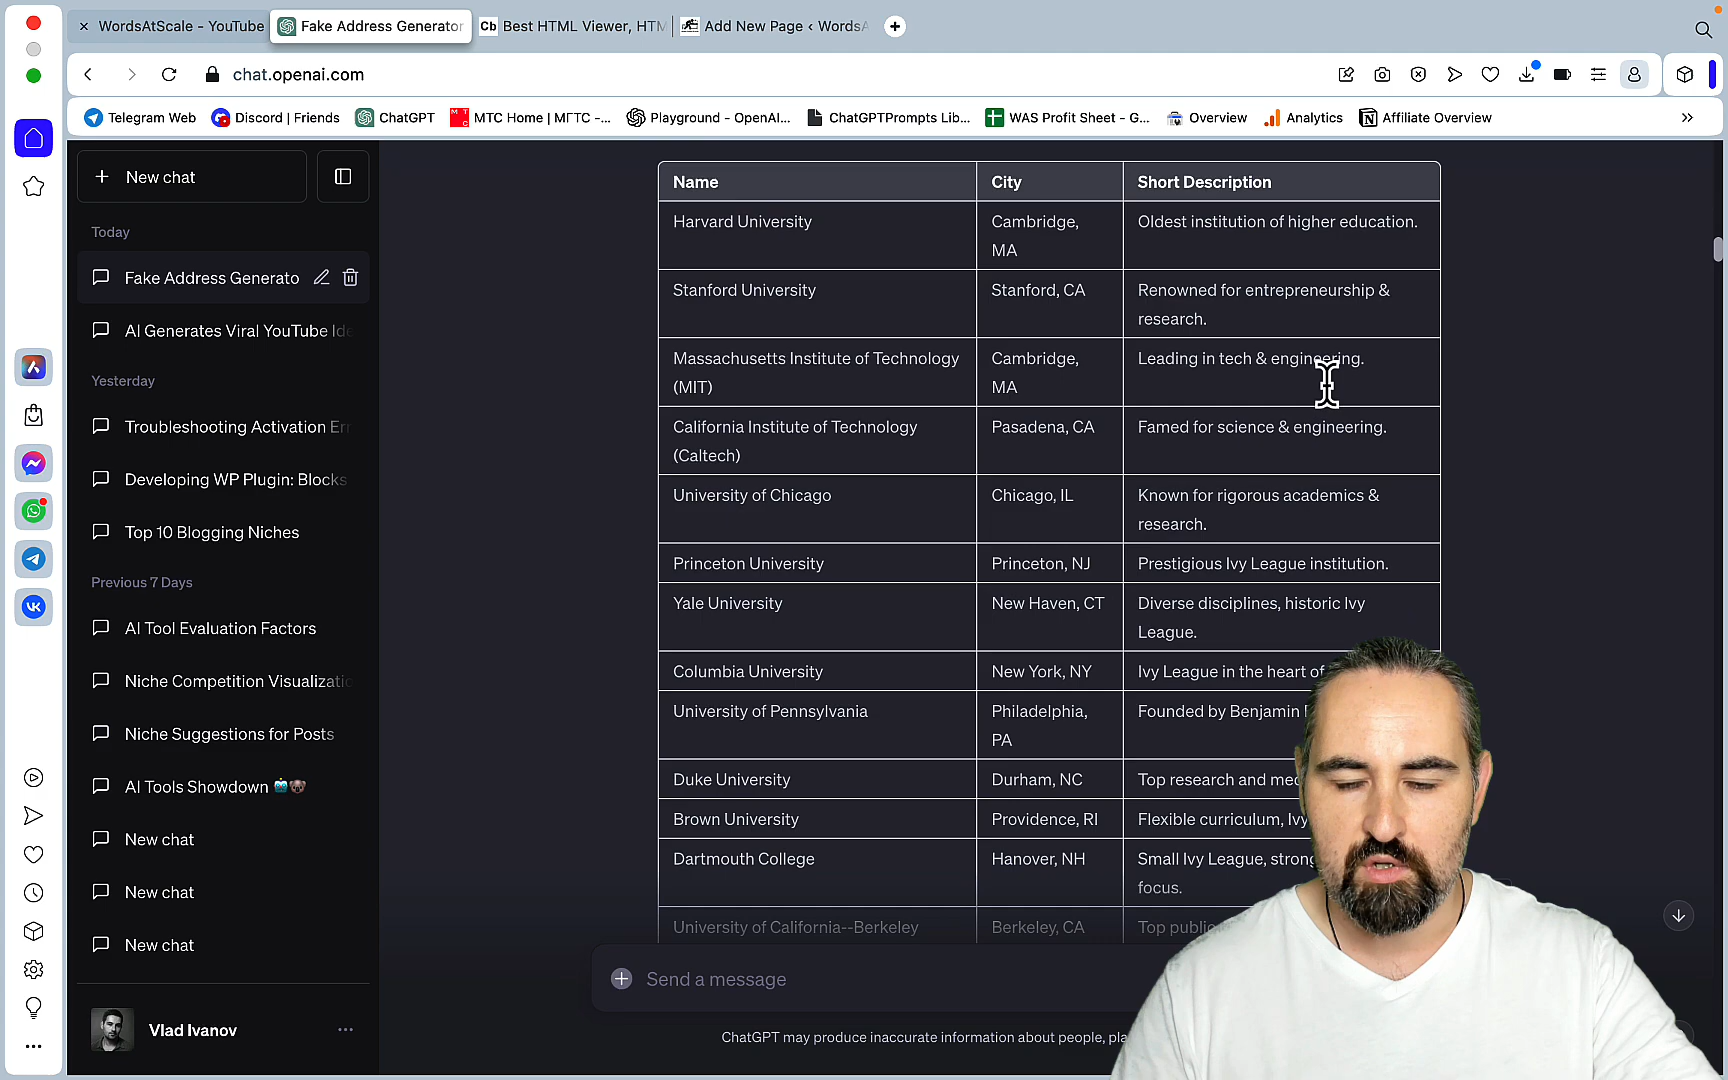 WordsAtScale - YouTube
Fake Address Generator
Cb Best HTML Viewer, HTM
Add New Page ‹ WordsA
chat.openai.com
Telegram Web
Discord | Friends
ChatGPT
MTC
MTC Home | МГТС -...
Playground - OpenAI...
ChatGPTPrompts Lib...
WAS Profit Sheet - G...
Overview
Analytics
Affiliate Overview
New chat
Today
Fake Address Generato
AI Generates Viral YouTube Ide
Yesterday
Troubleshooting Activation Err
Developing WP Plugin: Blocks
Top 10 Blogging Niches
Previous 7 Days
AI Tool Evaluation Factors
Niche Competition Visualizatio
Niche Suggestions for Posts
AI Tools Showdown 🤖🐶
New chat
New chat
New chat
Vlad Ivanov
Name City Short Description
Harvard University Cambridge, Oldest institution of higher education.
MA
Stanford University Stanford, CA Renowned for entrepreneurship &
research.
Massachusetts Institute of Technology Cambridge, Leading in tech & engineering.
(MIT) MA
California Institute of Technology Pasadena, CA Famed for science & engineering.
(Caltech)
University of Chicago Chicago, IL Known for rigorous academics &
research.
Princeton University Princeton, NJ Prestigious Ivy League institution.
Yale University New Haven, CT Diverse disciplines, historic Ivy
League.
Columbia University New York, NY Ivy League in the heart of
University of Pennsylvania Philadelphia, Founded by Benjamin
PA
Duke University Durham, NC Top research and
Brown University Providence, RI Flexible curriculum, Ivy
Dartmouth College Hanover, NH Small Ivy League, strong
focus.
University of California--Berkeley Berkeley, CA Top public
Send a message
ChatGPT may produce inaccurate information about people,